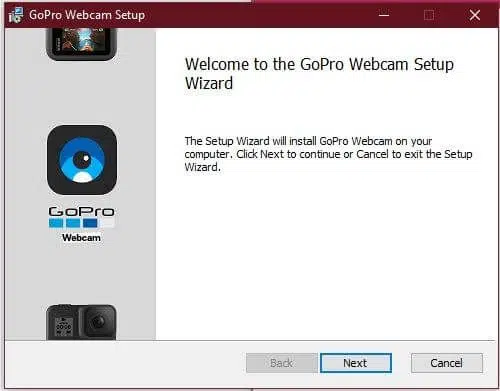 GoPro Webcam Setup
Welcome to the GoPro Webcam Setup
Wizard
The Setup Wizard will install GoPro Webcam on your
computer. Click Next to continue or Cancel to exit the Setup
Wizard.
GoPro
Webcam
Back
Next
Cancel